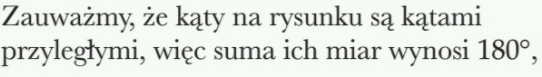 Zauważmy, że kąty na rysunku są kątami
przyległymi, więc suma ich miar wynosi 180°,